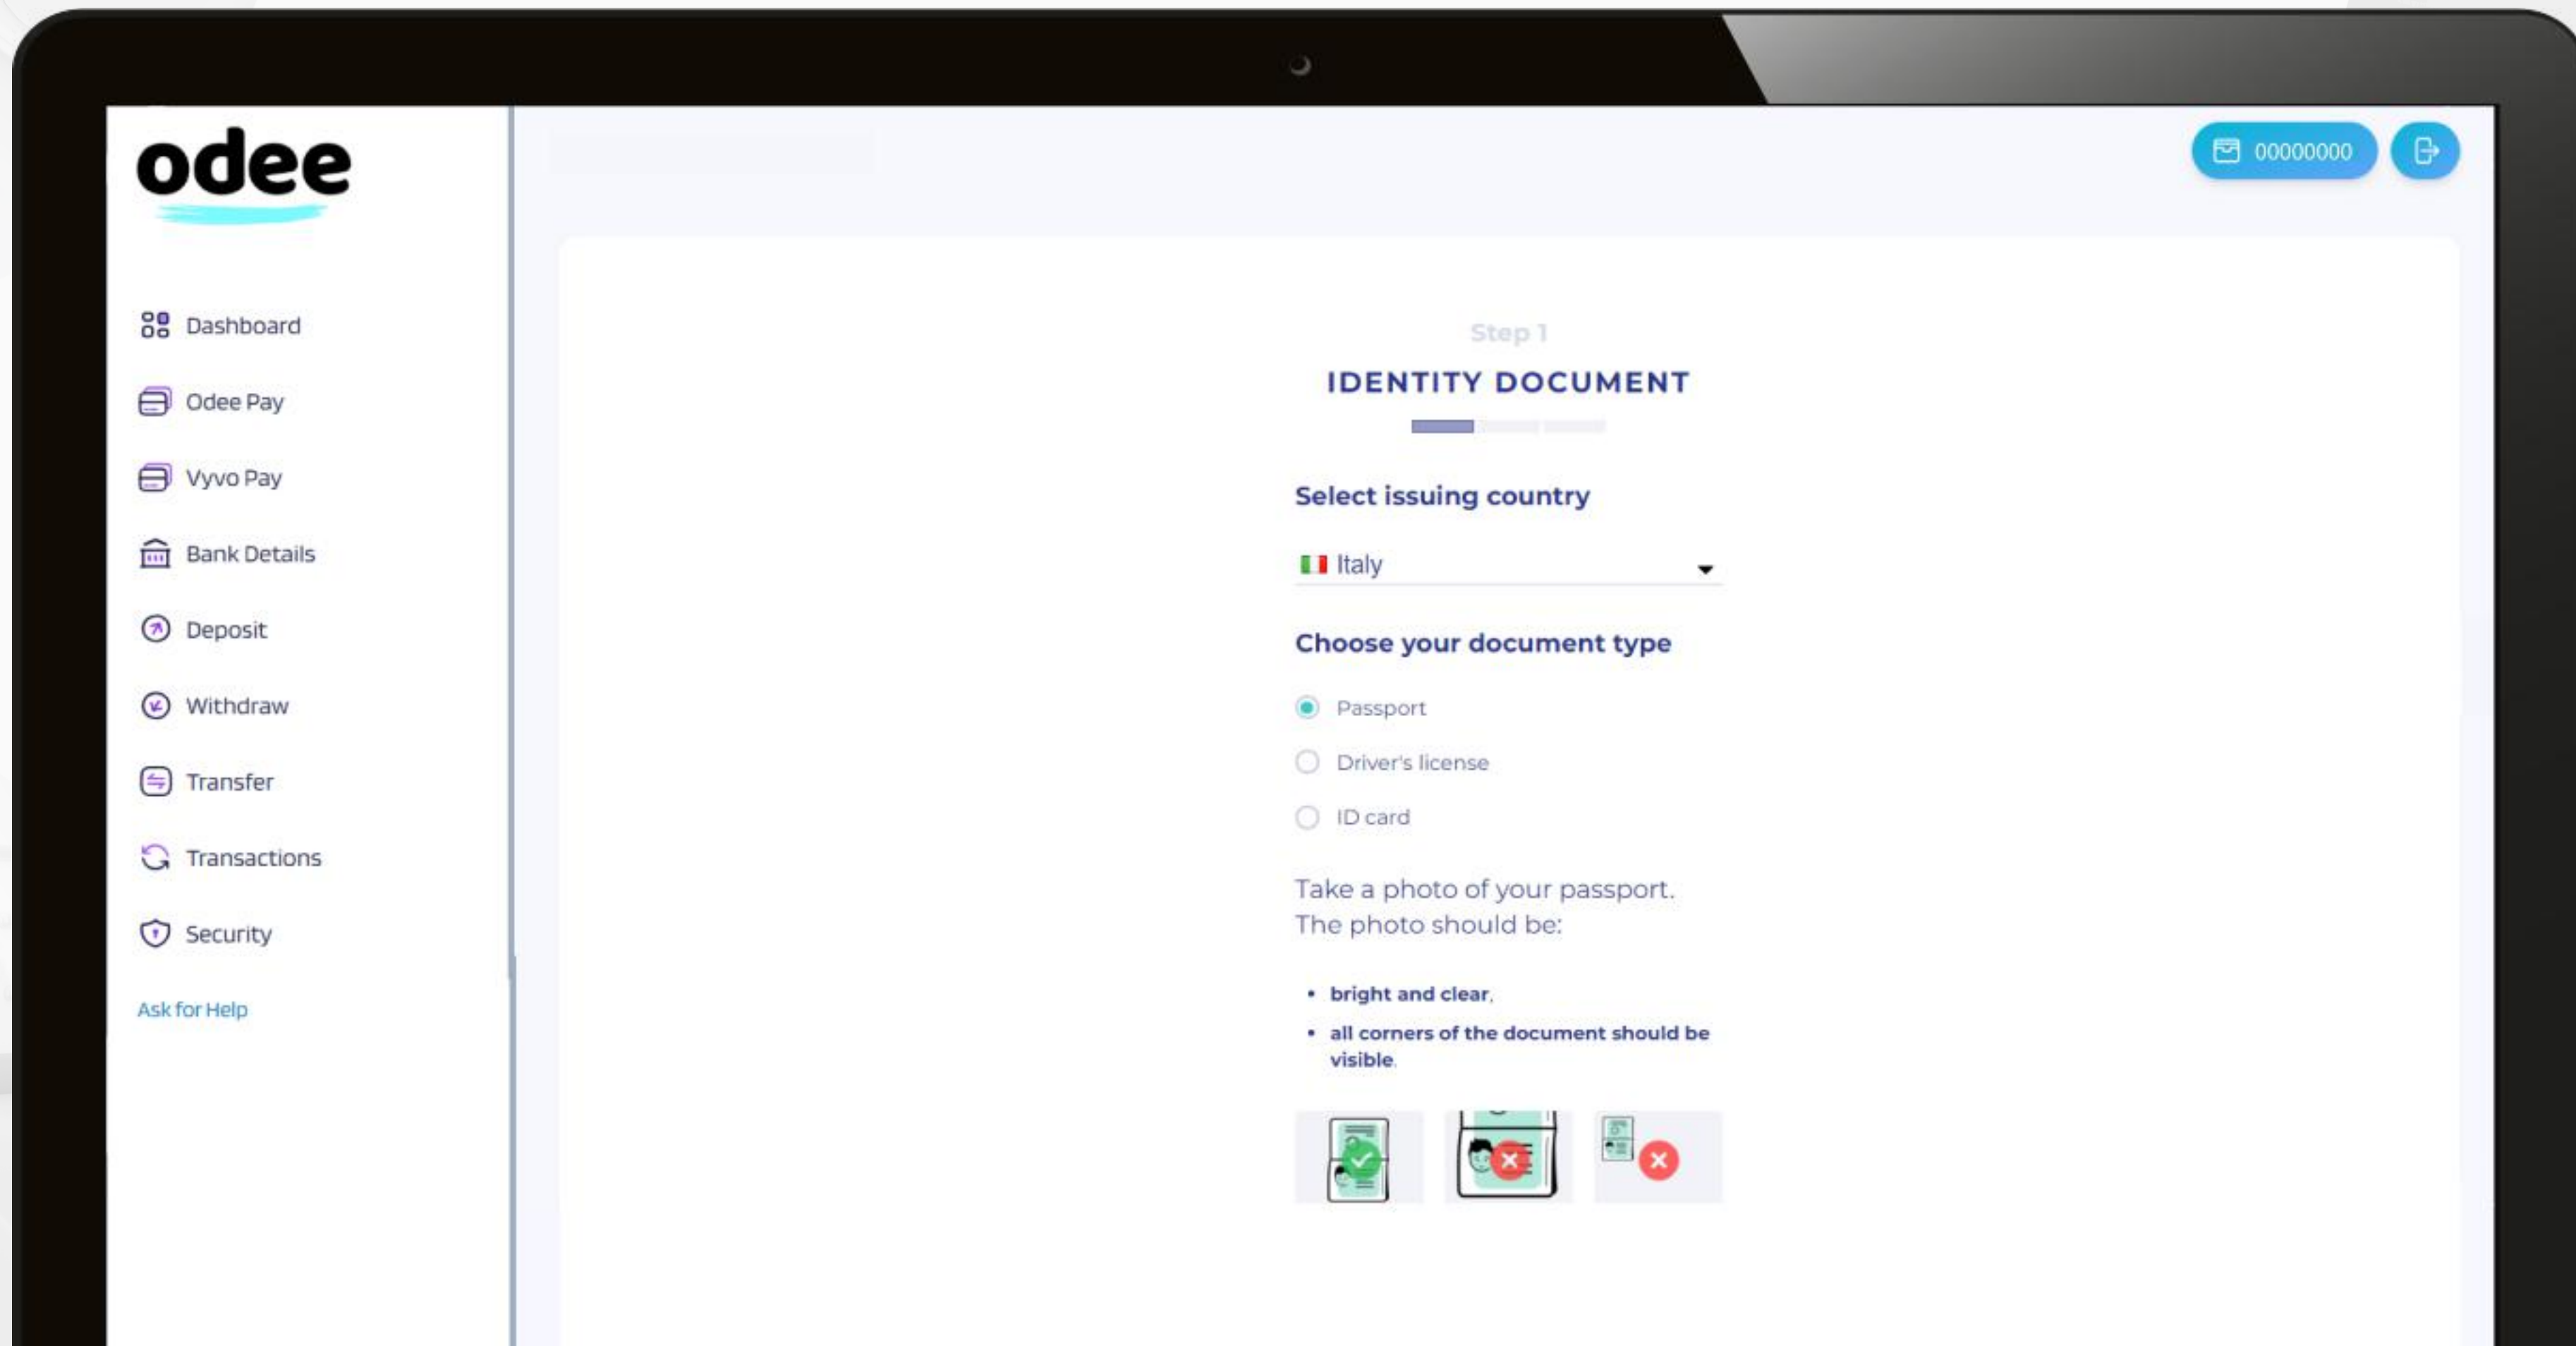 odee
00000000
Dashboard
Odee Pay
Vyvo Pay
Bank Details
Deposit
Withdraw
Transfer
Transactions
Security
Ask for Help
Step 1
IDENTITY DOCUMENT
Select issuing country
Italy
Choose your document type
Passport
Driver's license
ID card
Take a photo of your passport.
The photo should be:
• bright and clear,
• all corners of the document should be
visible.